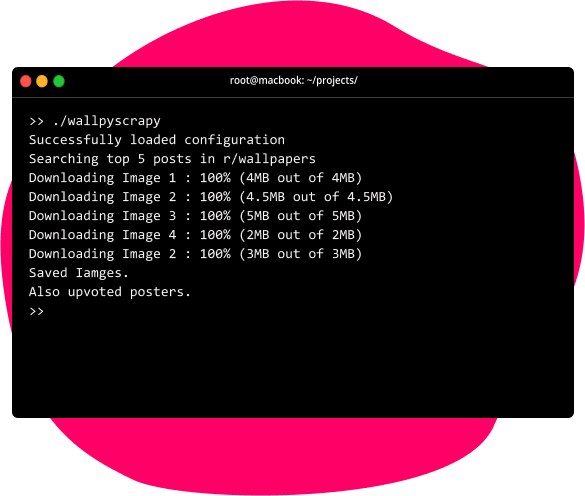 root@macbook: ~/projects/
>> ./wallpyscrapy
Successfully loaded configuration
Searching top 5 posts in r/wallpapers
Downloading Image 1 : 100% (4MB out of 4MB)
Downloading Image 2 : 100% (4.5MB out of 4.5MB)
Downloading Image 3 : 100% (5MB out of 5MB)
Downloading Image 4 : 100% (2MB out of 2MB)
Downloading Image 2 : 100% (3MB out of 3MB)
Saved Iamges.
Also upvoted posters.
>>